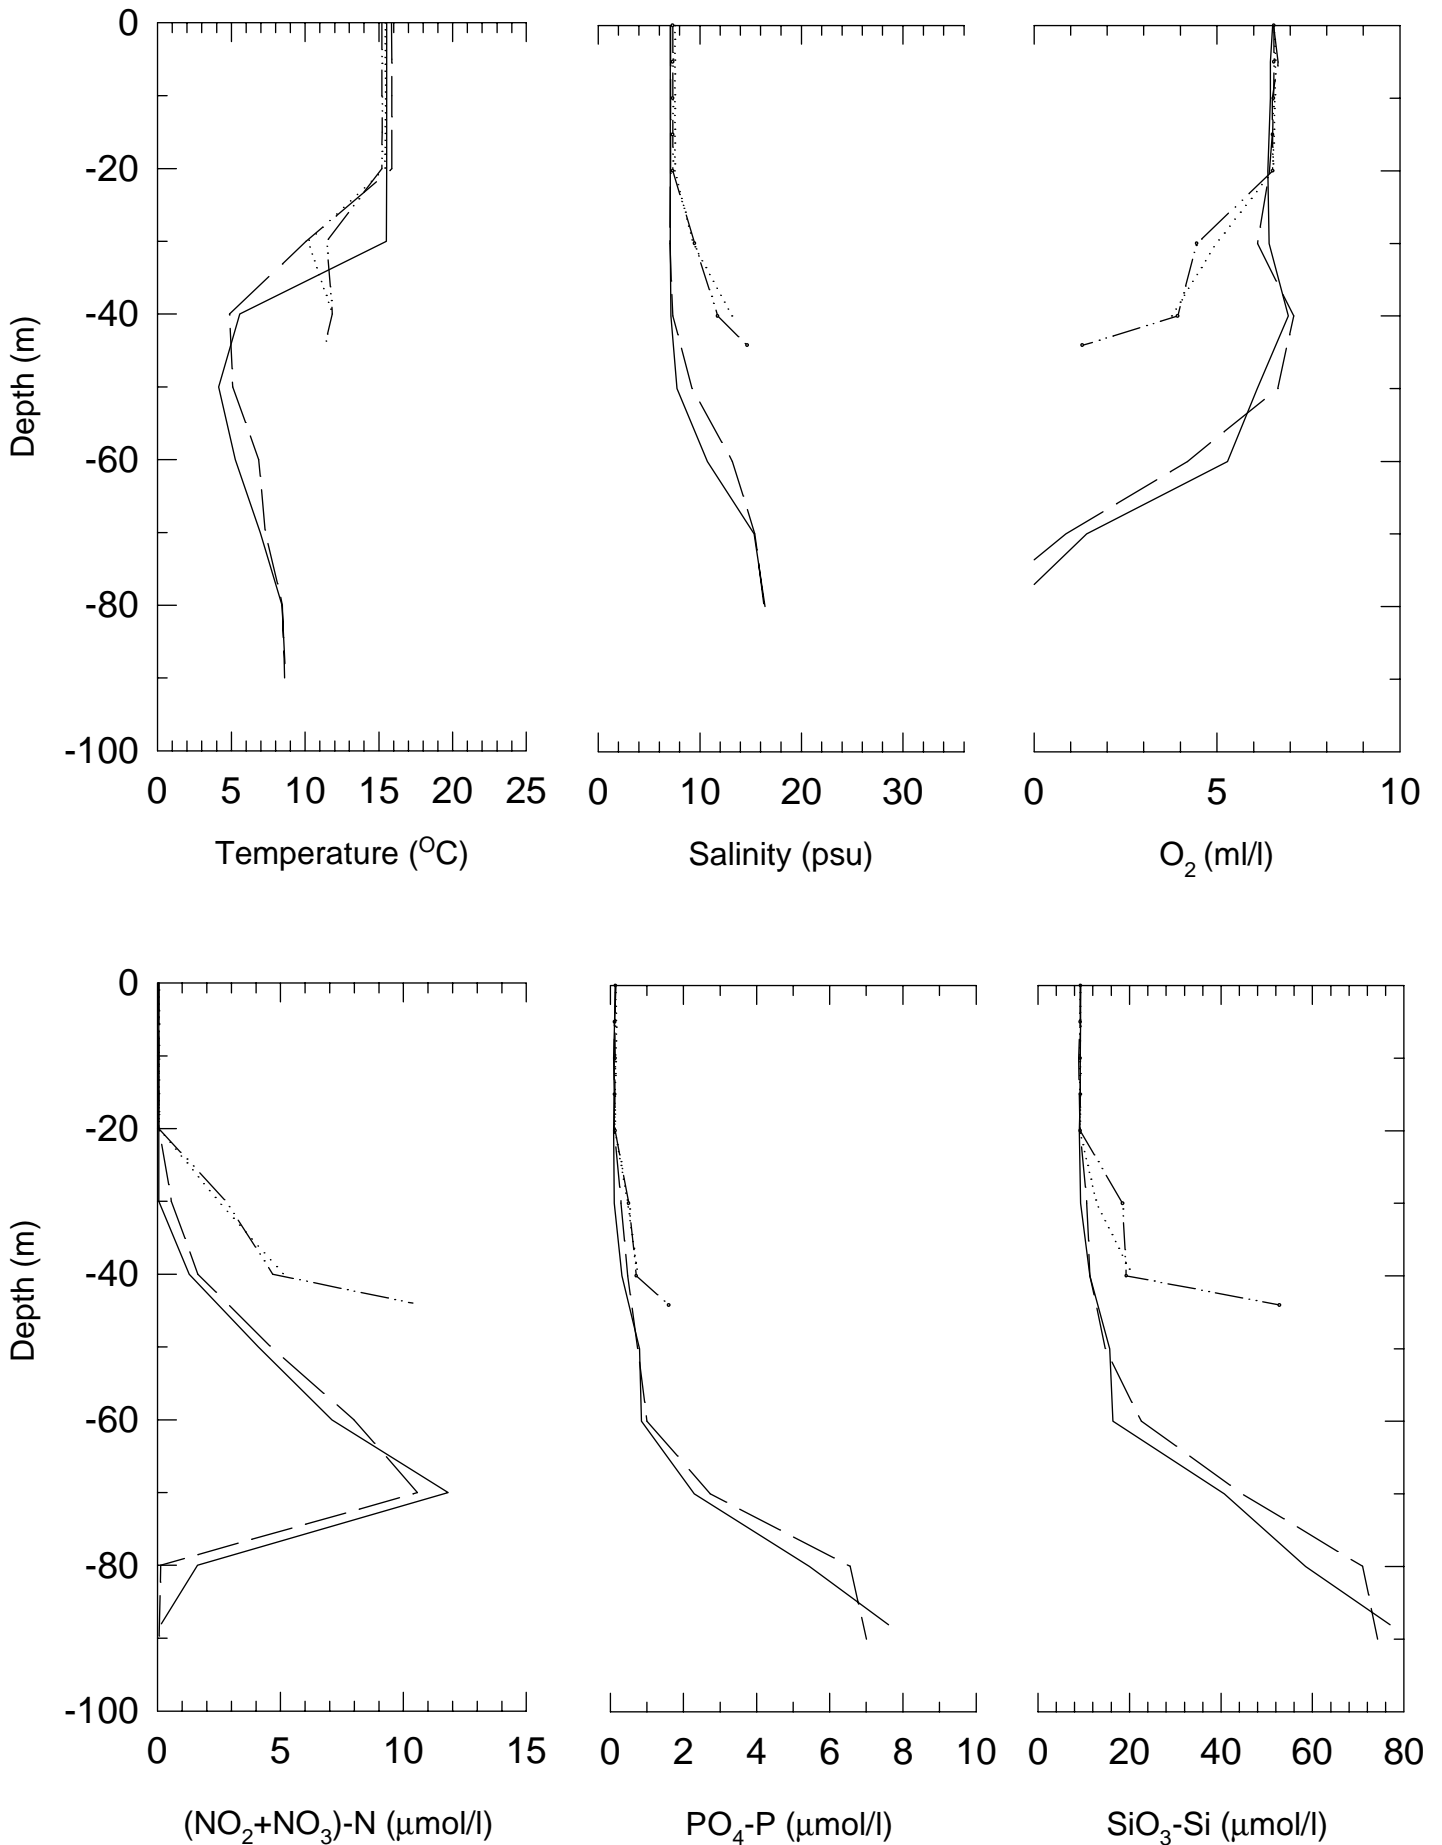 0
-20
-40
-60
-80
-100
Depth (m)
0 5 10 15 20 25
0 10 20 30
0 5 10
Temperature (OC)
Salinity (psu)
O2 (ml/l)
0
-20
-40
-60
-80
-100
Depth (m)
0 5 10 15
0 2 4 6 8 10
0 20 40 60 80
(NO2+NO3)-N (μmol/l)
PO4-P (μmol/l)
SiO3-Si (μmol/l)